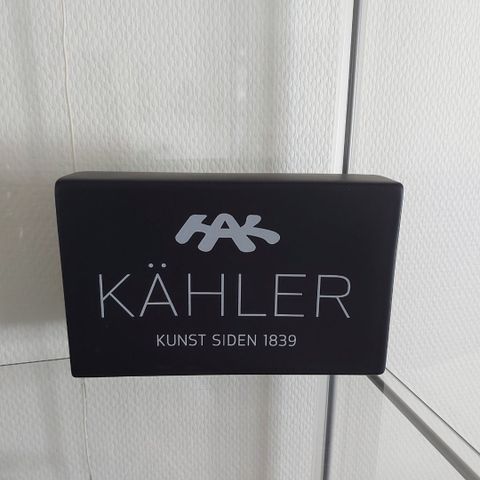 HAK
KÄHLER
KUNST SIDEN 1839